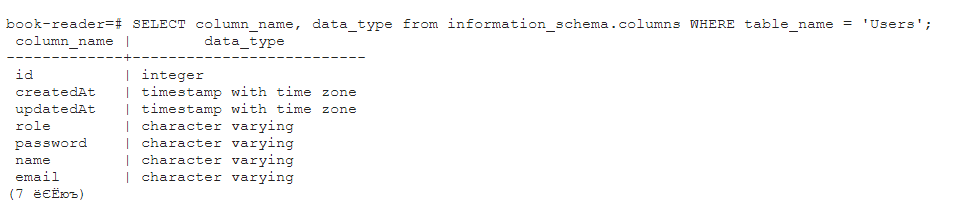 book-reader=# SELECT column_name, data_type from information_schema.columns WHERE table_name = 'Users';
 column_name |        data_type
-------------+--------------------------
 id          | integer
 createdAt   | timestamp with time zone
 updatedAt   | timestamp with time zone
 role        | character varying
 password    | character varying
 name        | character varying
 email       | character varying
(7 ёЄЁюъ)